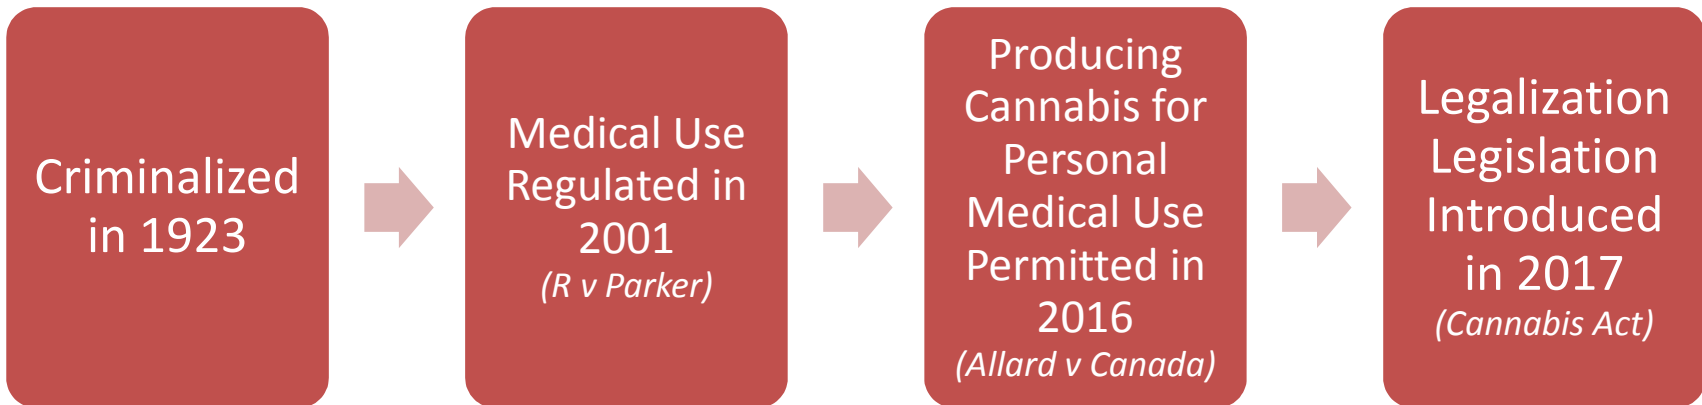 Criminalized
in 1923
Medical Use
Regulated in
2001
(R v Parker)
Producing
Cannabis for
Personal
Medical Use
Permitted in
2016
(Allard v Canada)
Legalization
Legislation
Introduced
in 2017
(Cannabis Act)